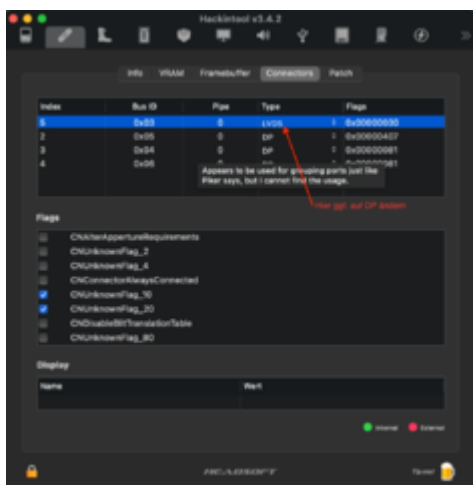 Hackintool v3.4.2
Info VRAM Framebuffer Connectors Patch
Index Bus ID Pipe Type Flags
5 0x03 0 LVDS 0x00000030
2 0x05 0 DP 0x00000407
3 0x04 0 DP 0x00000081
4 0x06 0 DP 0x00000081
Appears to be used for grouping ports just like
Piker says, but I cannot find the usage.
Hier ggf. auf DP ändern
Flags
CNAlterAppertureRequirements
CNUnknownFlag_2
CNUnknownFlag_4
CNConnectorAlwaysConnected
CNUnknownFlag_10
CNUnknownFlag_20
CNDisableBlitTranslationTable
CNUnknownFlag_80
Display
Name Wert
Internal External
HEADSOFT